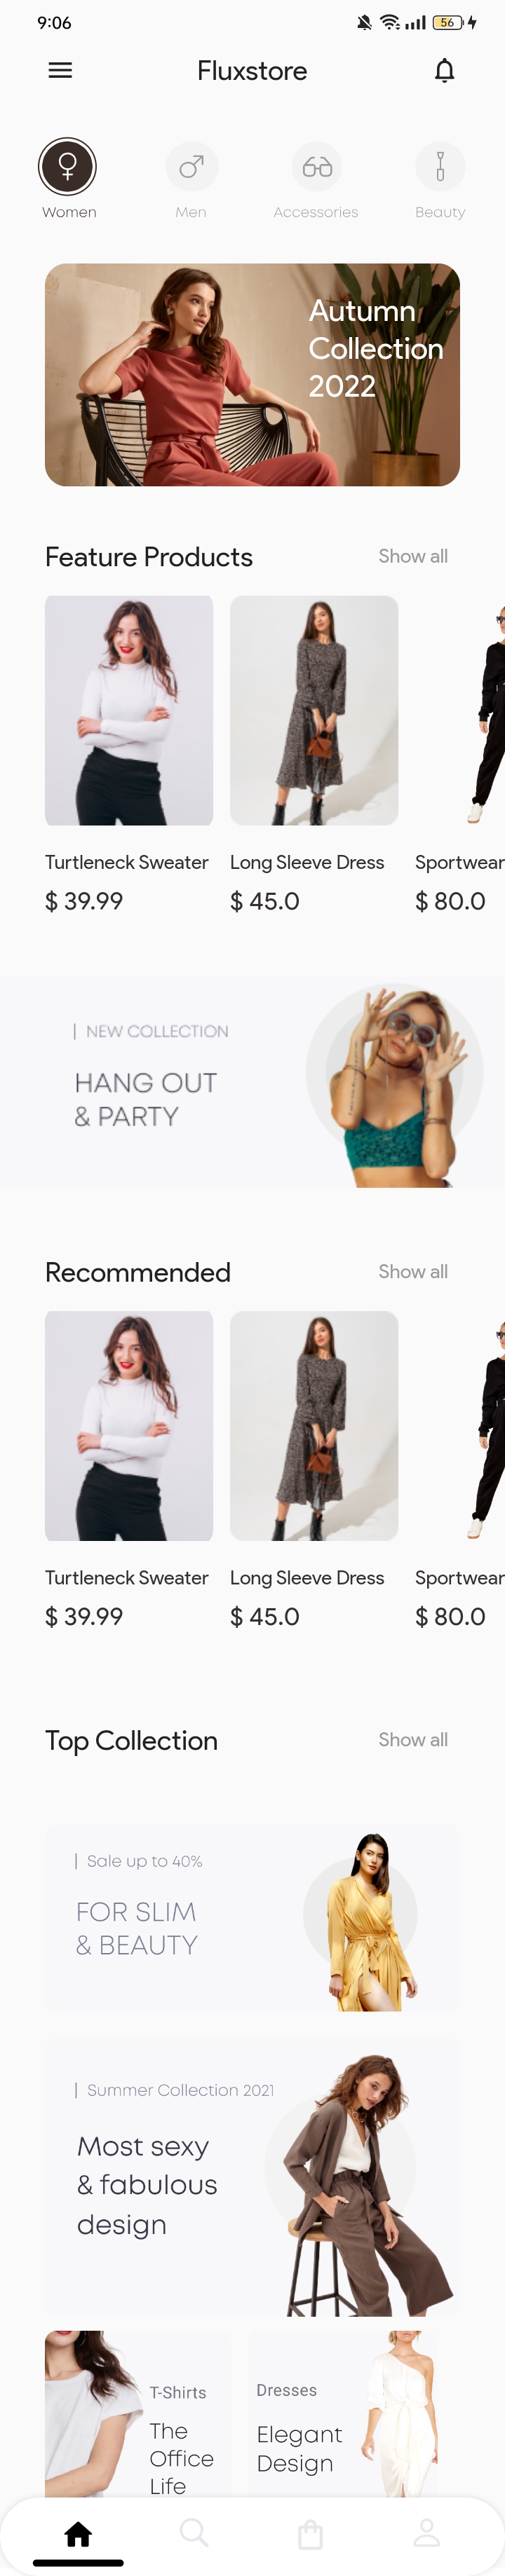 9:06
56
Fluxstore
Women
Men
Accessories
Beauty
Autumn
Collection
2022
Feature Products
Show all
Turtleneck Sweater
Long Sleeve Dress
Sportwear
$ 39.99
$ 45.0
$ 80.0
| NEW COLLECTION
HANG OUT
& PARTY
Recommended
Show all
Turtleneck Sweater
Long Sleeve Dress
Sportwear
$ 39.99
$ 45.0
$ 80.0
Top Collection
Show all
| Sale up to 40%
FOR SLIM
& BEAUTY
| Summer Collection 2021
Most sexy
& fabulous
design
T-Shirts
The
Office
Life
Dresses
Elegant
Design